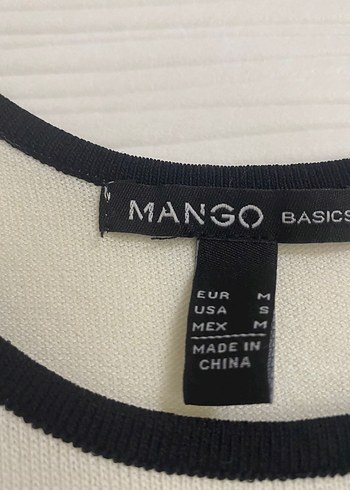 MANGO BASICS
EUR M
USA S
MEX M
MADE IN
CHINA